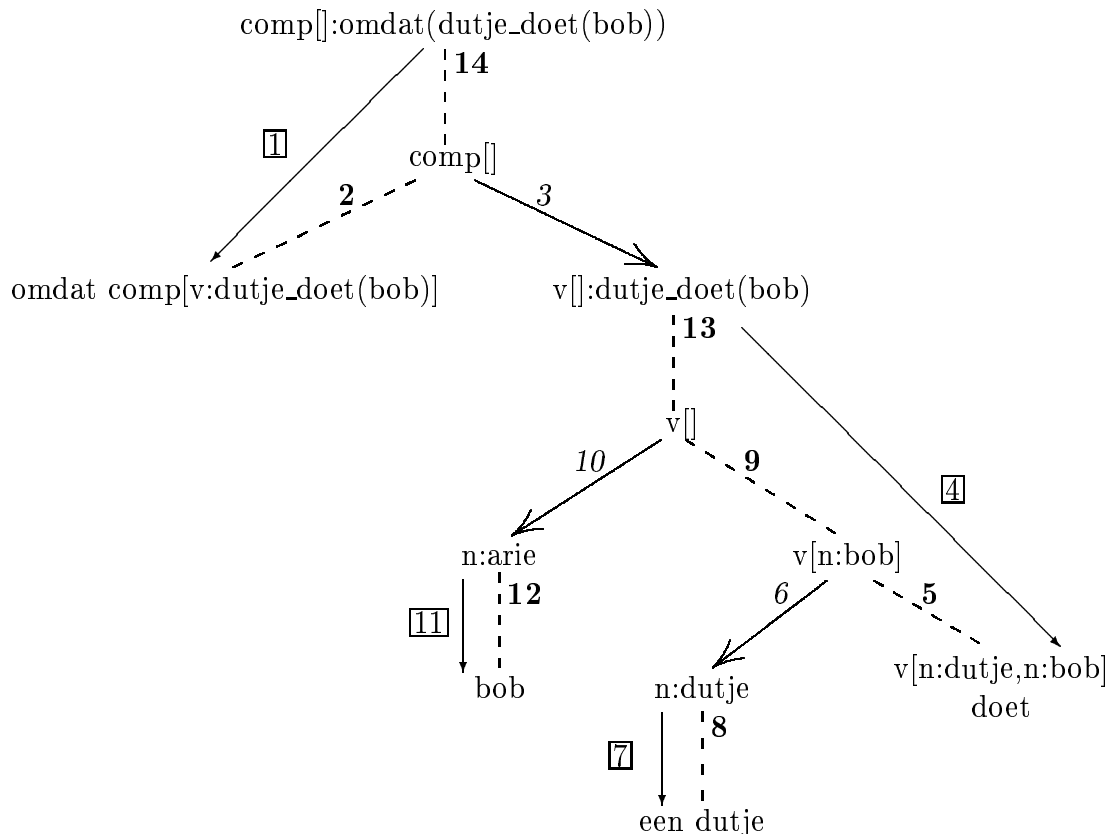 comp[]:omdat(dutje_doet(bob))
14
1
comp[]
2
3
omdat comp[v:dutje_doet(bob)]
v[]:dutje_doet(bob)
13
v[]
10
9
4
n:arie
v[n:bob]
12
6
5
11
bob
n:dutje
v[n:dutje,n:bob]
doet
8
7
een dutje